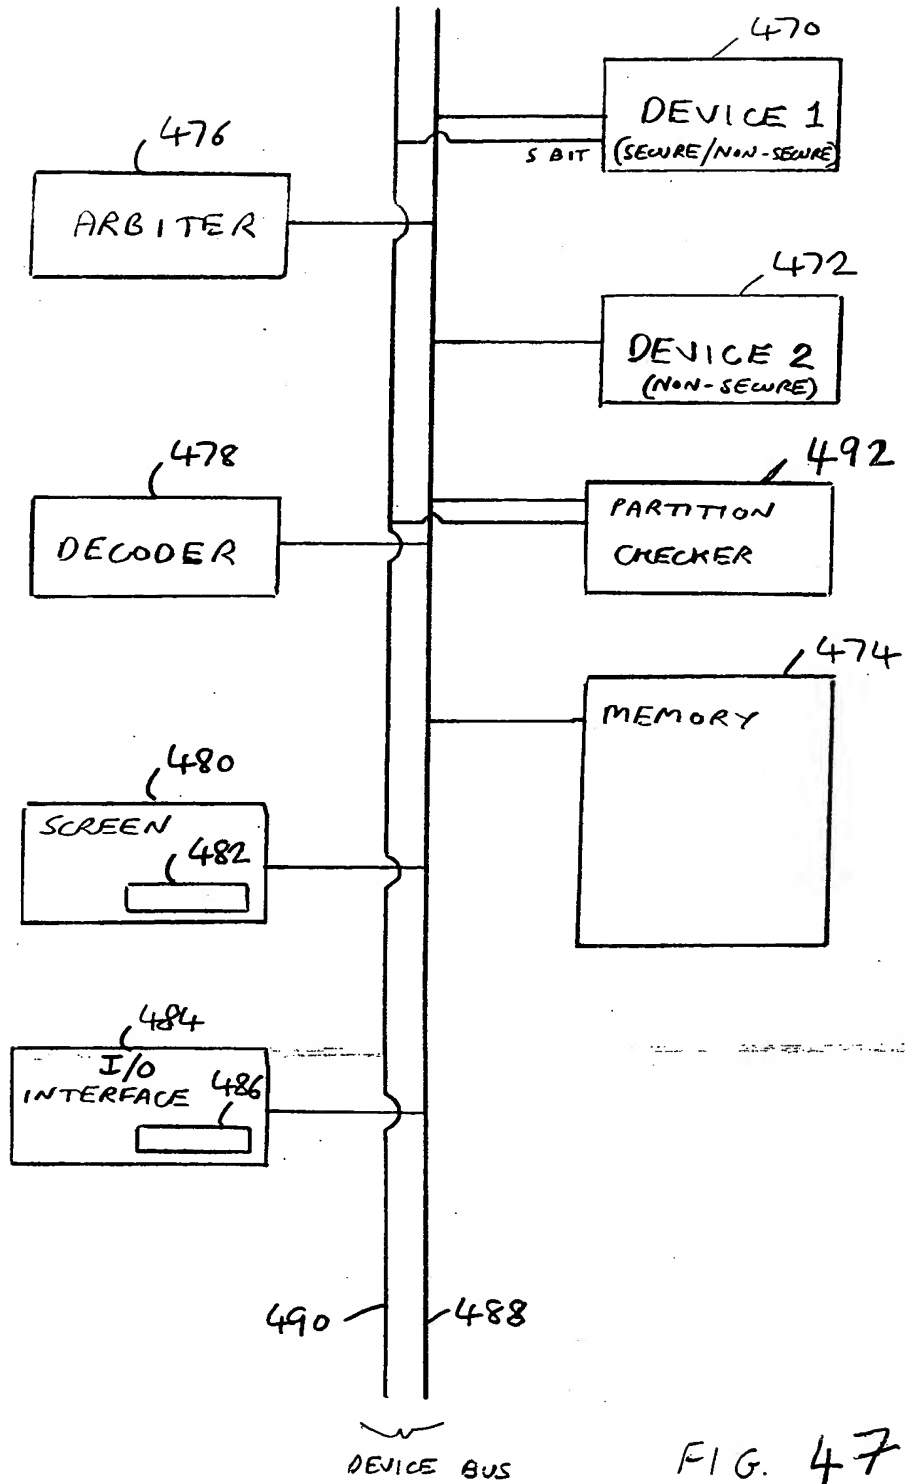 470
DEVICE 1
(SECURE/NON-SECURE)
S BIT
476
ARBITER
472
DEVICE 2
(NON-SECURE)
478
DECODER
492
PARTITION
CHECKER
474
MEMORY
480
SCREEN
482
484
I/O
INTERFACE
486
490
488
DEVICE BUS
FIG. 47